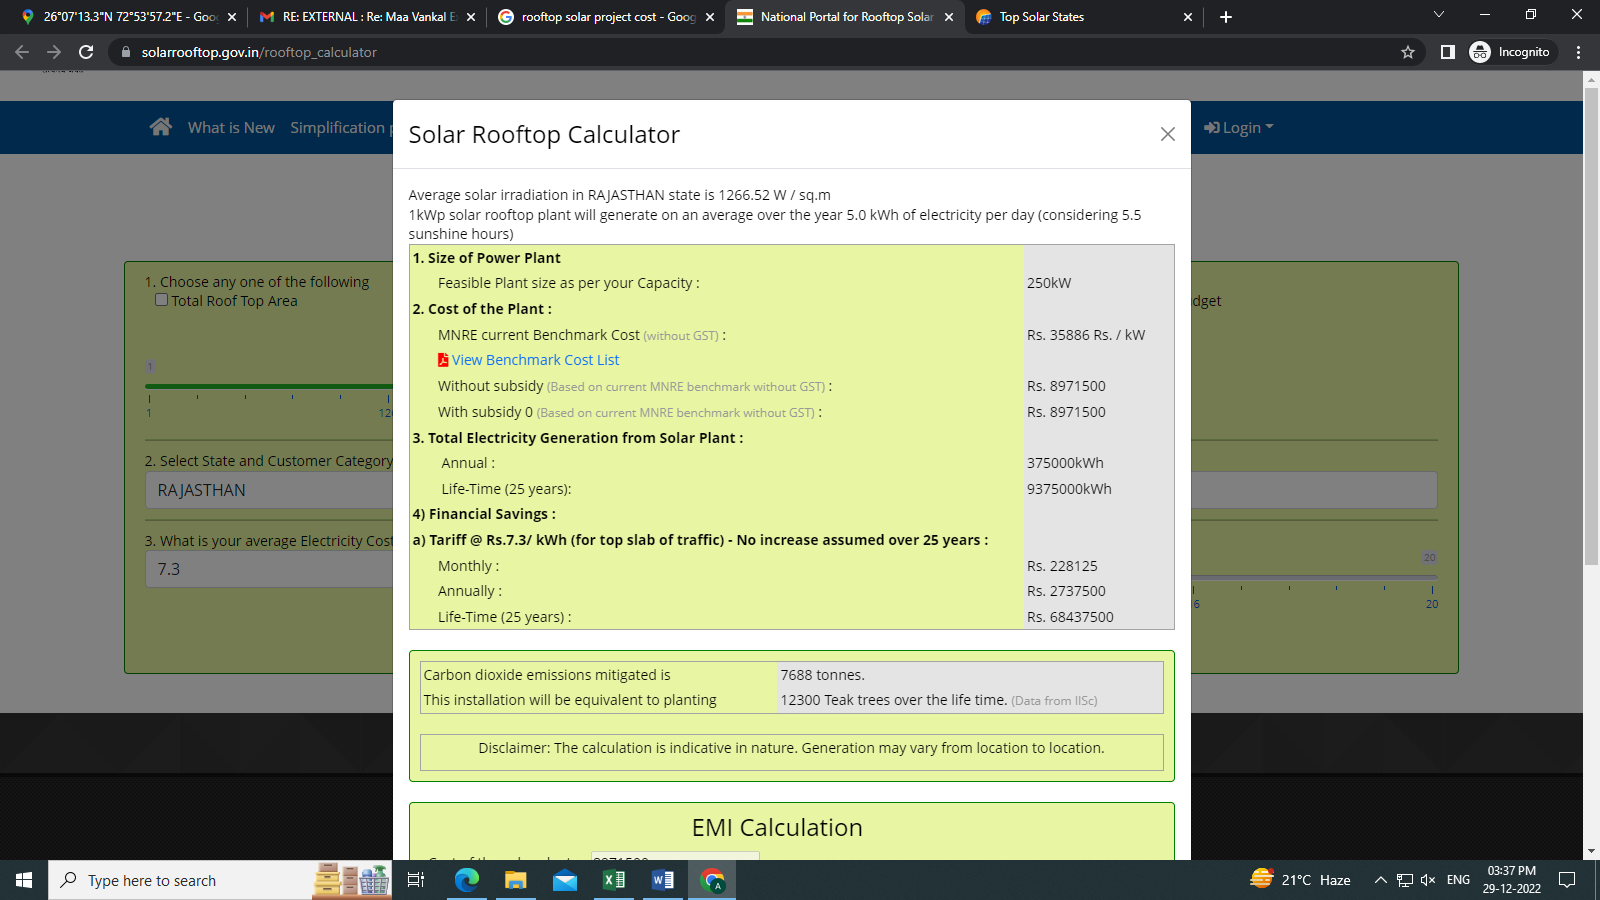 26°07'13.3"N 72°53'57.2"E - Goo
RE: EXTERNAL : Re: Maa Vankal E
rooftop solar project cost - Goog
National Portal for Rooftop Solar
Top Solar States
solarrooftop.gov.in/rooftop_calculator
Incognito
What is New
Simplification p
Login
Solar Rooftop Calculator
Average solar irradiation in RAJASTHAN state is 1266.52 W / sq.m
1kWp solar rooftop plant will generate on an average over the year 5.0 kWh of electricity per day (considering 5.5
sunshine hours)
1. Size of Power Plant
Feasible Plant size as per your Capacity : 250kW
2. Cost of the Plant :
MNRE current Benchmark Cost (without GST) : Rs. 35886 Rs. / kW
View Benchmark Cost List
Without subsidy (Based on current MNRE benchmark without GST) : Rs. 8971500
With subsidy 0 (Based on current MNRE benchmark without GST) : Rs. 8971500
3. Total Electricity Generation from Solar Plant :
Annual : 375000kWh
Life-Time (25 years): 9375000kWh
4) Financial Savings :
a) Tariff @ Rs.7.3/ kWh (for top slab of traffic) - No increase assumed over 25 years :
Monthly : Rs. 228125
Annually : Rs. 2737500
Life-Time (25 years) : Rs. 68437500
Carbon dioxide emissions mitigated is 7688 tonnes.
This installation will be equivalent to planting 12300 Teak trees over the life time. (Data from IISc)
Disclaimer: The calculation is indicative in nature. Generation may vary from location to location.
EMI Calculation
8971500
1. Choose any one of the following
Total Roof Top Area
dget
1
1
120
2. Select State and Customer Category
RAJASTHAN
3. What is your average Electricity Cost
7.3
20
6
20
Type here to search
21°C Haze
ENG
03:37 PM
29-12-2022